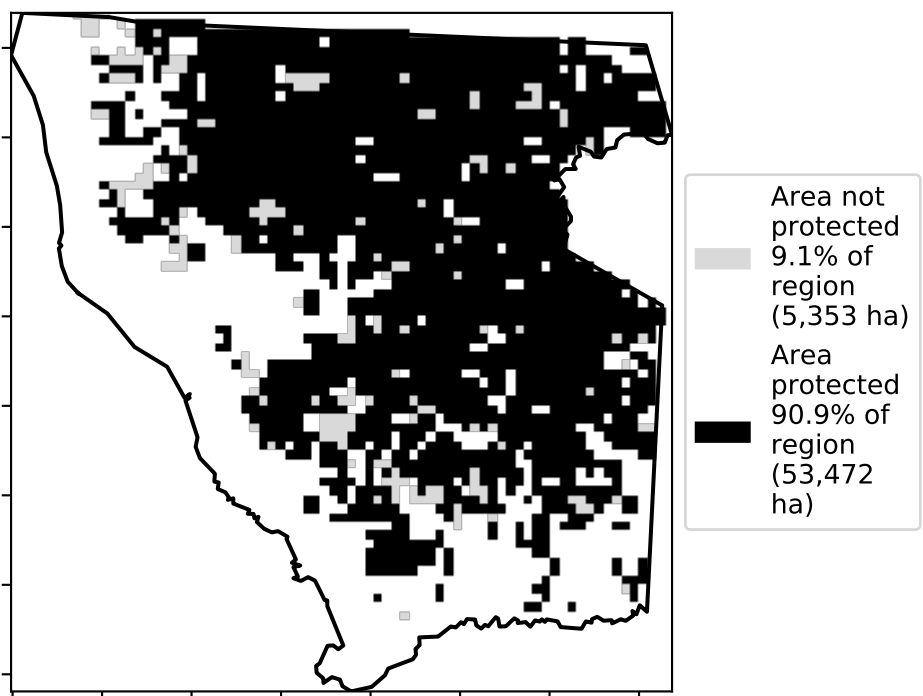 Area not
protected
9.1% of
region
(5,353 ha)
Area
protected
90.9% of
region
(53,472
ha)